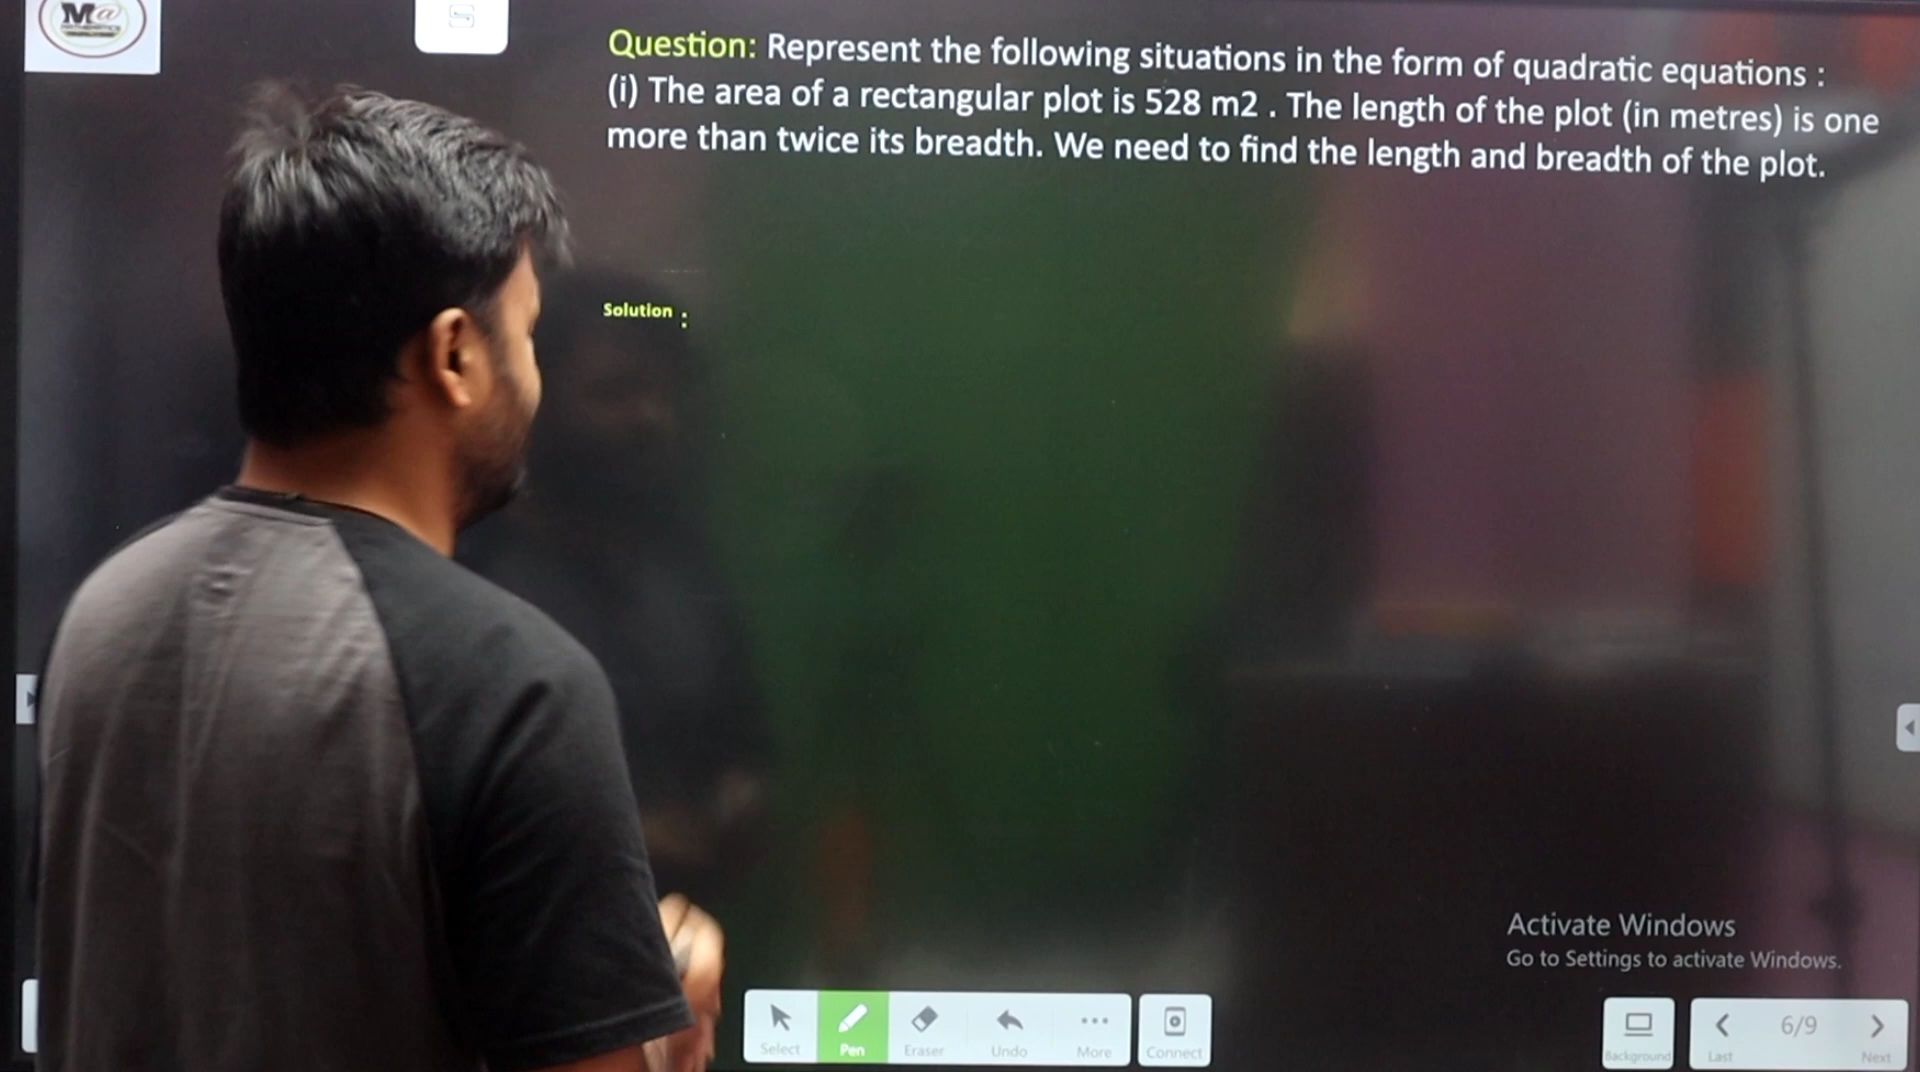 M@
Question: Represent the following situations in the form of quadratic equations :
(i) The area of a rectangular plot is 528 m2 . The length of the plot (in metres) is one
more than twice its breadth. We need to find the length and breadth of the plot.
Solution :
Activate Windows
Go to Settings to activate Windows.
Select Pen Eraser Undo More Connect
Background Last 6/9 Next